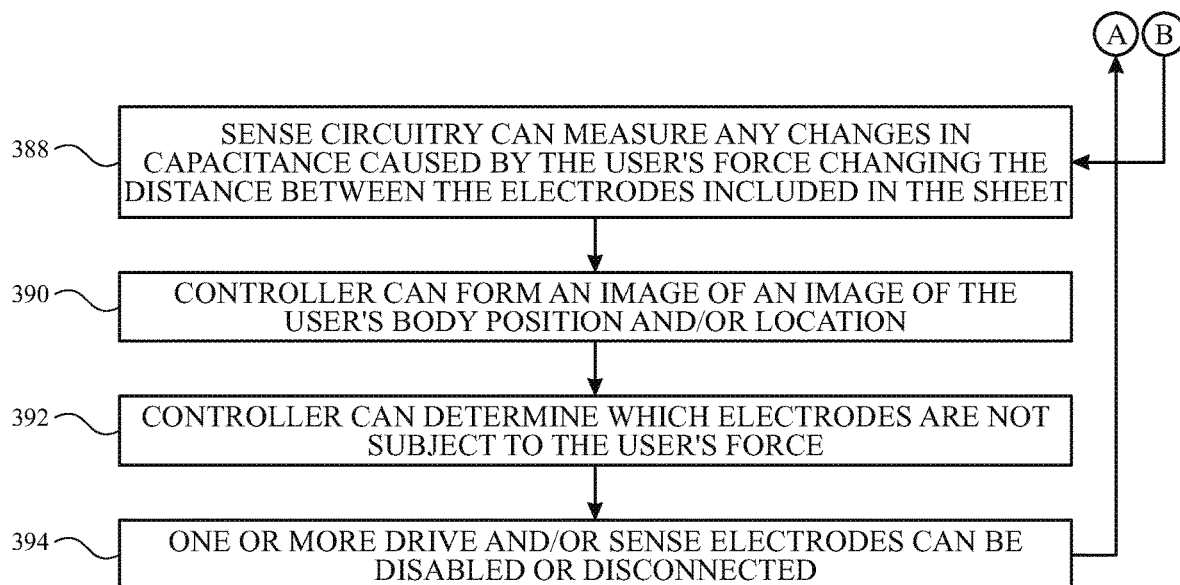 A B
388
SENSE CIRCUITRY CAN MEASURE ANY CHANGES IN
CAPACITANCE CAUSED BY THE USER'S FORCE CHANGING THE
DISTANCE BETWEEN THE ELECTRODES INCLUDED IN THE SHEET
390
CONTROLLER CAN FORM AN IMAGE OF AN IMAGE OF THE
USER'S BODY POSITION AND/OR LOCATION
392
CONTROLLER CAN DETERMINE WHICH ELECTRODES ARE NOT
SUBJECT TO THE USER'S FORCE
394
ONE OR MORE DRIVE AND/OR SENSE ELECTRODES CAN BE
DISABLED OR DISCONNECTED